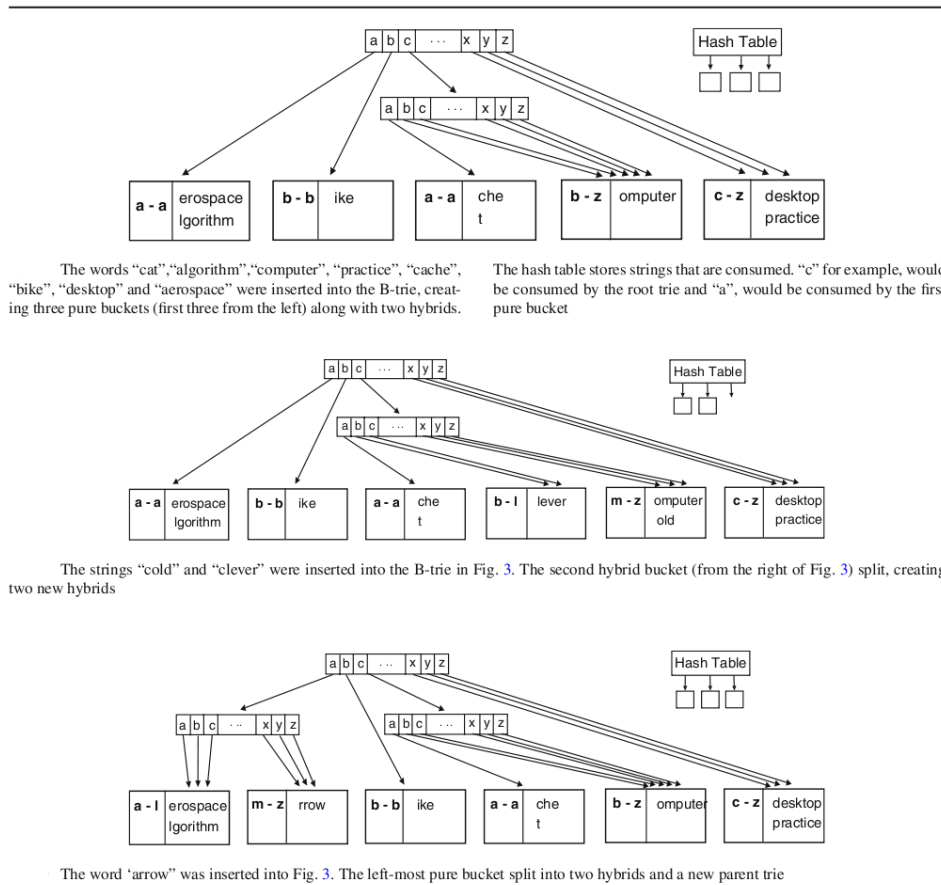 a b c ... x y z
Hash Table
a b c ... x y z
a - a erospace
lgorithm
b - b ike
a - a che
t
b - z omputer
c - z desktop
practice
The words “cat”,“algorithm”,“computer”, “practice”, “cache”,
“bike”, “desktop” and “aerospace” were inserted into the B-trie, creat-
ing three pure buckets (first three from the left) along with two hybrids.
The hash table stores strings that are consumed. “c” for example, would
be consumed by the root trie and “a”, would be consumed by the first
pure bucket
a b c ... x y z
Hash Table
a b c ... x y z
a - a erospace
lgorithm
b - b ike
a - a che
t
b - l lever
m - z omputer
old
c - z desktop
practice
The strings “cold” and “clever” were inserted into the B-trie in Fig. 3. The second hybrid bucket (from the right of Fig. 3) split, creating
two new hybrids
a b c ... x y z
Hash Table
a b c ... x y z
a b c ... x y z
a - l erospace
lgorithm
m - z rrow
b - b ike
a - a che
t
b - z omputer
c - z desktop
practice
The word ‘arrow” was inserted into Fig. 3. The left-most pure bucket split into two hybrids and a new parent trie